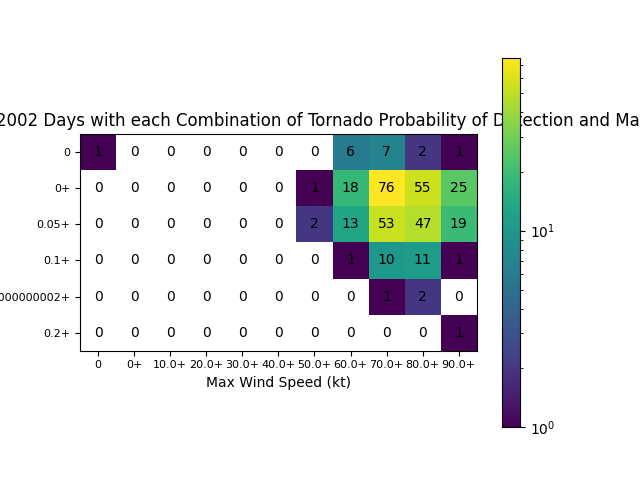 2002 Days with each Combination of Tornado Probability of Detection and Ma
0 1 0 0 0 0 0 0 6 7 2 1
0+ 0 0 0 0 0 0 1 18 76 55 25
0.05+ 0 0 0 0 0 0 2 13 53 47 19
0.1+ 0 0 0 0 0 0 0 1 10 11 1
000000002+ 0 0 0 0 0 0 0 0 1 2 0
0.2+ 0 0 0 0 0 0 0 0 0 0 1
0 0+ 10.0+ 20.0+ 30.0+ 40.0+ 50.0+ 60.0+ 70.0+ 80.0+ 90.0+
Max Wind Speed (kt)
10¹
10⁰